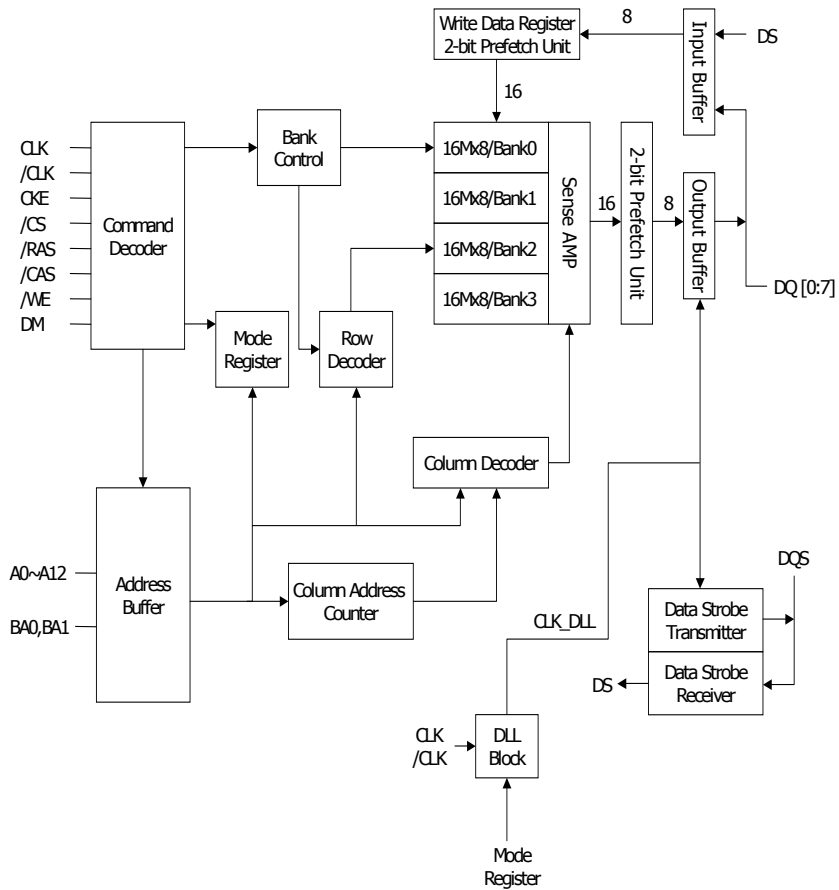 Write Data Register
2-bit Prefetch Unit
8
Input Buffer
DS
16
Bank
Control
CLK
/CLK
CKE
/CS
/RAS
/CAS
/WE
DM
Command
Decoder
16Mx8/Bank0
16Mx8/Bank1
16Mx8/Bank2
16Mx8/Bank3
Sense AMP
16
2-bit Prefetch Unit
8
Output Buffer
DQ [0:7]
Mode
Register
Row
Decoder
Column Decoder
A0~A12
BA0,BA1
Address
Buffer
Column Address
Counter
CLK_DLL
DQS
Data Strobe
Transmitter
Data Strobe
Receiver
DS
CLK
/CLK
DLL
Block
Mode
Register